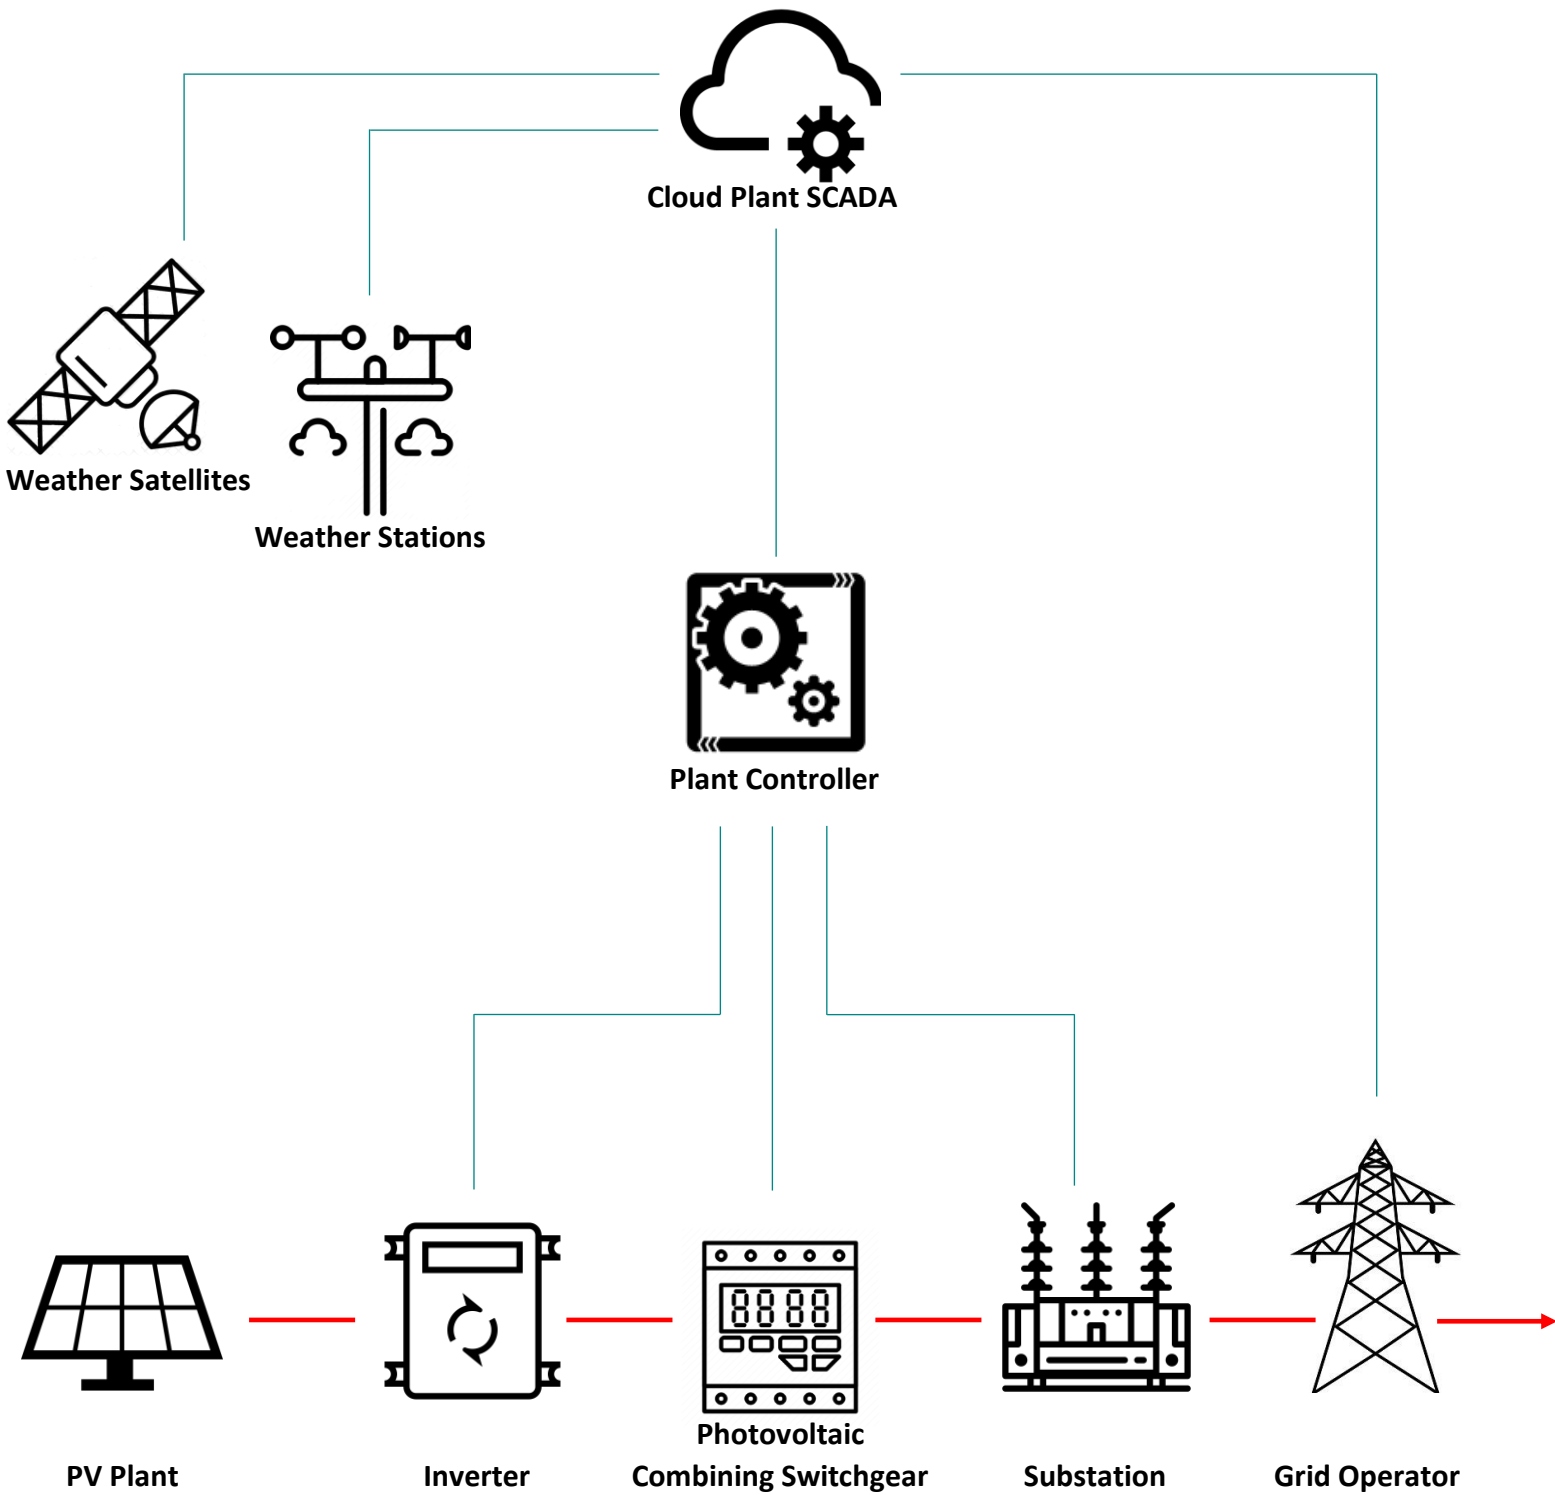 Cloud Plant SCADA
Weather Satellites
Weather Stations
Plant Controller
8888
PV Plant
Inverter
Photovoltaic
Combining Switchgear
Substation
Grid Operator